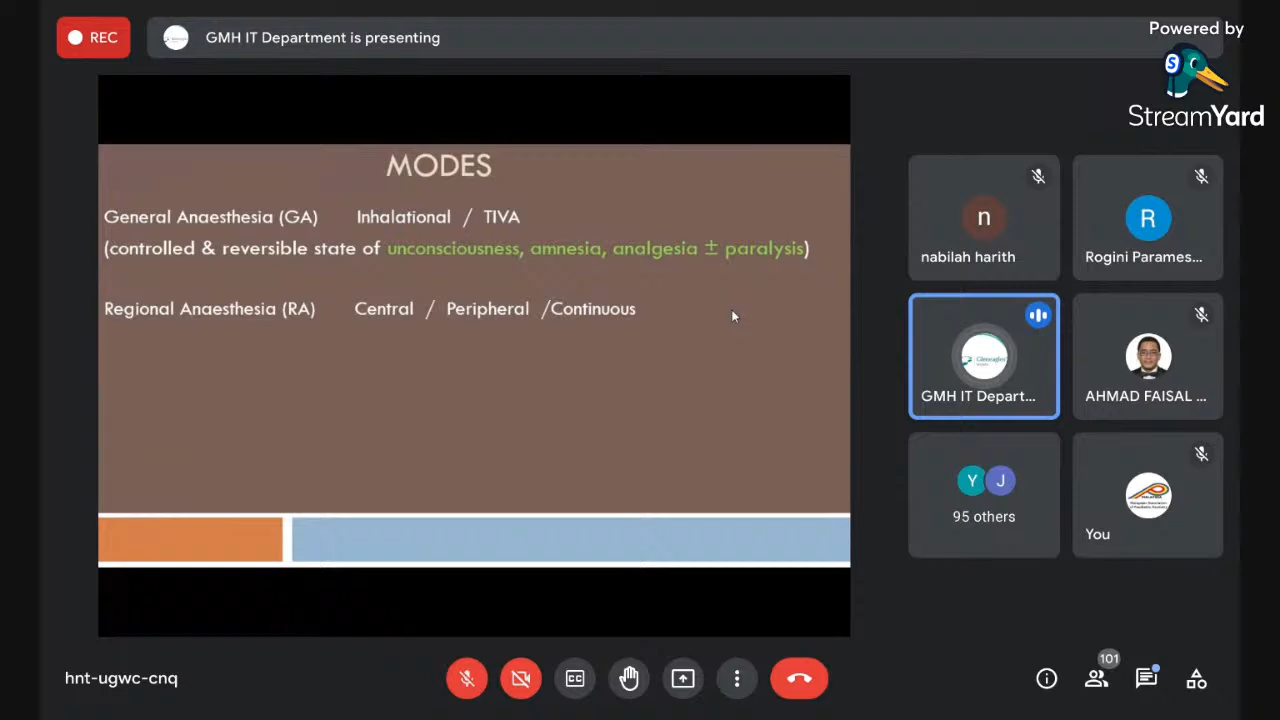 REC
GMH IT Department is presenting
Powered by
StreamYard
MODES
General Anaesthesia (GA) Inhalational / TIVA
(controlled & reversible state of unconsciousness, amnesia, analgesia ± paralysis)
Regional Anaesthesia (RA) Central / Peripheral /Continuous
n
nabilah harith
R
Rogini Parames...
Gleneagles
GMH IT Depart...
AHMAD FAISAL ...
Y J
95 others
You
hnt-ugwc-cnq
CC
101